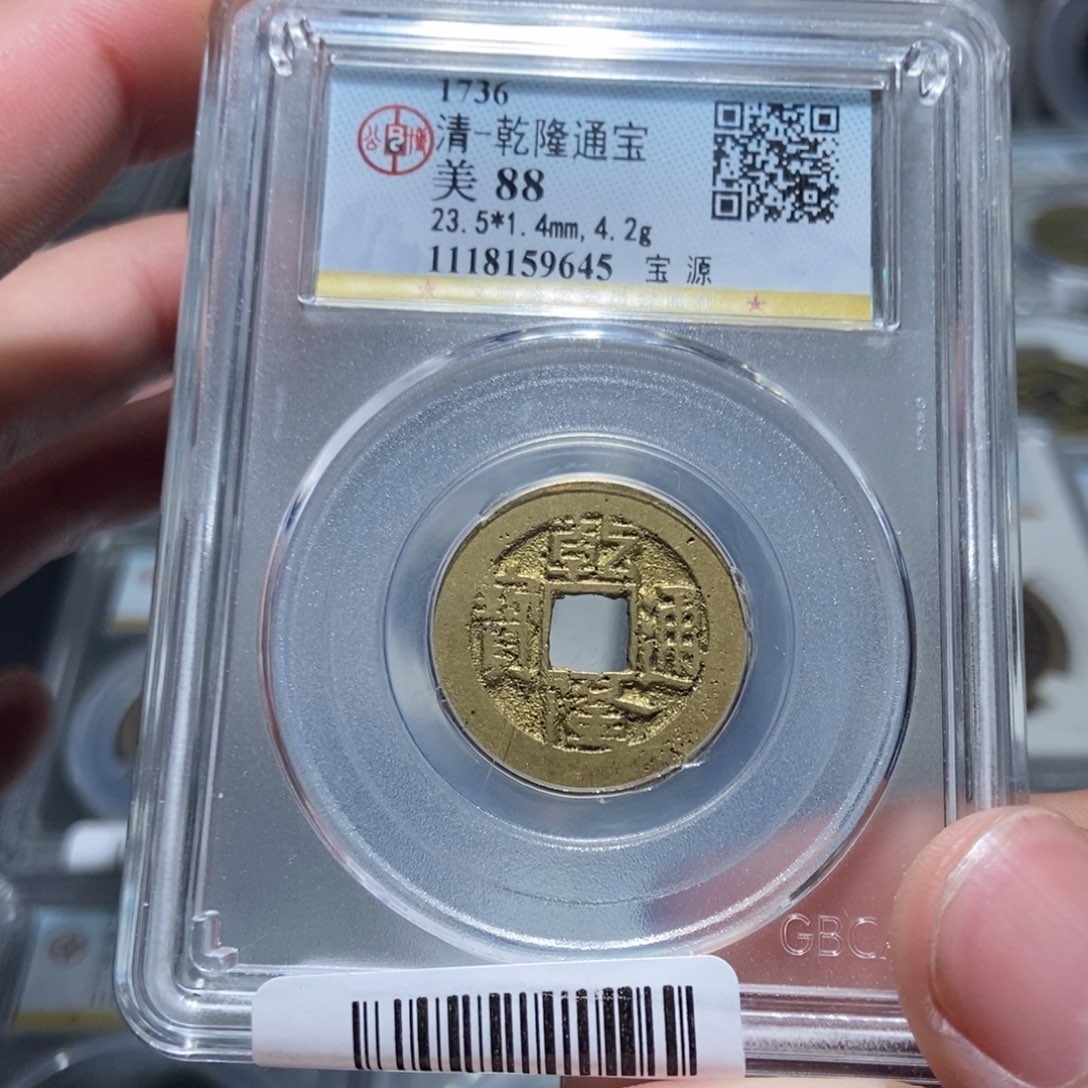 1736
清-乾隆通宝
美 88
23.5*1.4mm, 4.2g
1118159645 宝 源
乾
寶 通
隆
GBCA